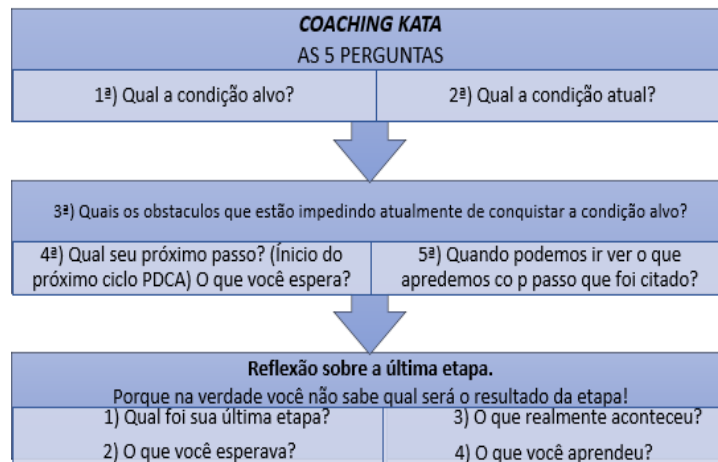 COACHING KATA
AS 5 PERGUNTAS
1ª) Qual a condição alvo?
2ª) Qual a condição atual?
3ª) Quais os obstaculos que estão impedindo atualmente de conquistar a condição alvo?
4ª) Qual seu próximo passo? (Ínicio do
próximo ciclo PDCA) O que você espera?
5ª) Quando podemos ir ver o que
apredemos co p passo que foi citado?
Reflexão sobre a última etapa.
Porque na verdade você não sabe qual será o resultado da etapa!
1) Qual foi sua última etapa?
2) O que você esperava?
3) O que realmente aconteceu?
4) O que você aprendeu?